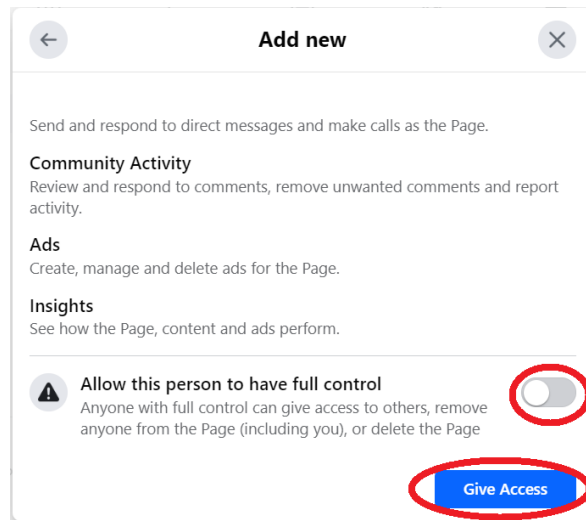 Add new
Send and respond to direct messages and make calls as the Page.
Community Activity
Review and respond to comments, remove unwanted comments and report
activity.
Ads
Create, manage and delete ads for the Page.
Insights
See how the Page, content and ads perform.
Allow this person to have full control
Anyone with full control can give access to others, remove
anyone from the Page (including you), or delete the Page
Give Access